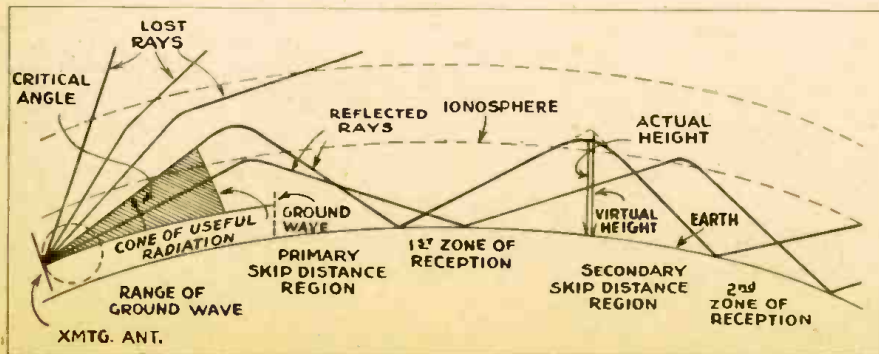 LOST
RAYS
CRITICAL
ANGLE
REFLECTED
RAYS
IONOSPHERE
ACTUAL
HEIGHT
CONE OF USEFUL
RADIATION
GROUND
WAVE
VIRTUAL
HEIGHT
EARTH
RANGE OF
GROUND WAVE
PRIMARY
SKIP DISTANCE
REGION
1ST ZONE OF
RECEPTION
SECONDARY
SKIP DISTANCE
REGION
2nd
ZONE OF
RECEPTION
XMTG. ANT.